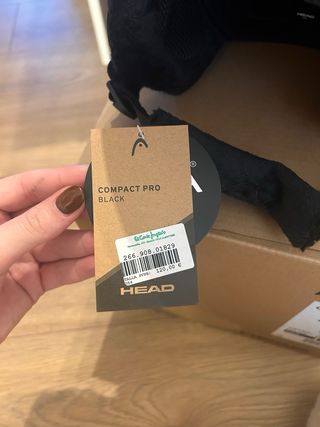 COMPACT PRO
BLACK
El Corte Inglés
266.908.01829
120,00 €
HEAD